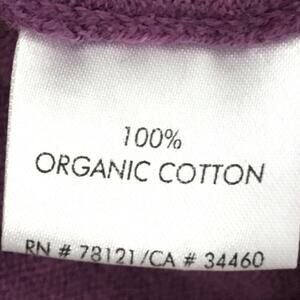 100%
ORGANIC COTTON
RN # 78121/CA # 34460